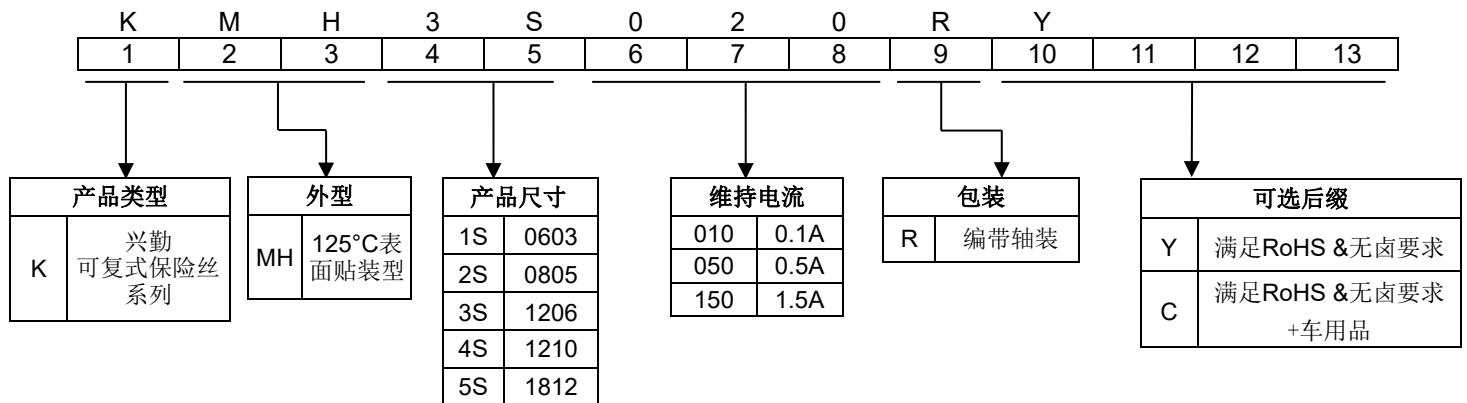 K M H 3 S 0 2 0 R Y
1 2 3 4 5 6 7 8 9 10 11 12 13
产品类型
K 兴勤
可复式保险丝
系列
外型
MH 125°C表
面贴装型
产品尺寸
1S 0603
2S 0805
3S 1206
4S 1210
5S 1812
维持电流
010 0.1A
050 0.5A
150 1.5A
包装
R 编带轴装
可选后缀
Y 满足RoHS &无卤要求
C 满足RoHS &无卤要求
+车用品